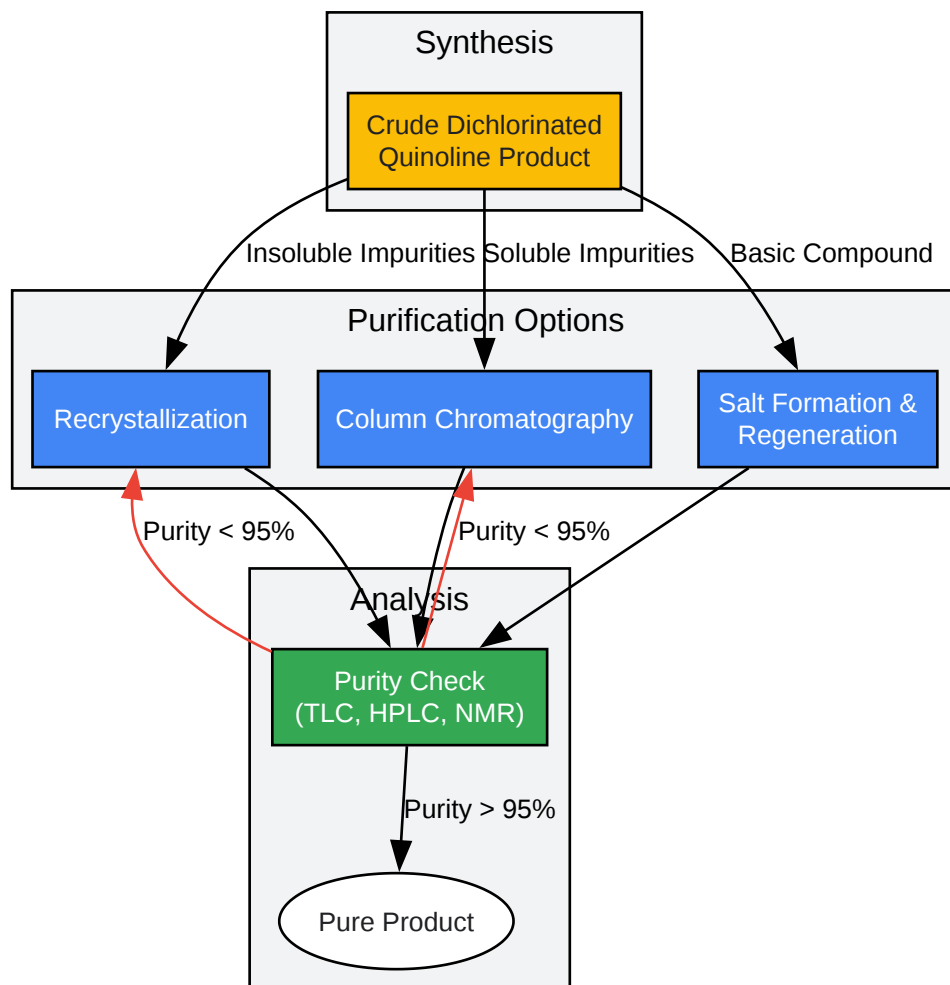 Synthesis
Crude Dichlorinated
Quinoline Product
Insoluble Impurities
Soluble Impurities
Basic Compound
Purification Options
Recrystallization
Column Chromatography
Salt Formation &
Regeneration
Purity < 95%
Purity < 95%
Analysis
Purity Check
(TLC, HPLC, NMR)
Purity > 95%
Pure Product